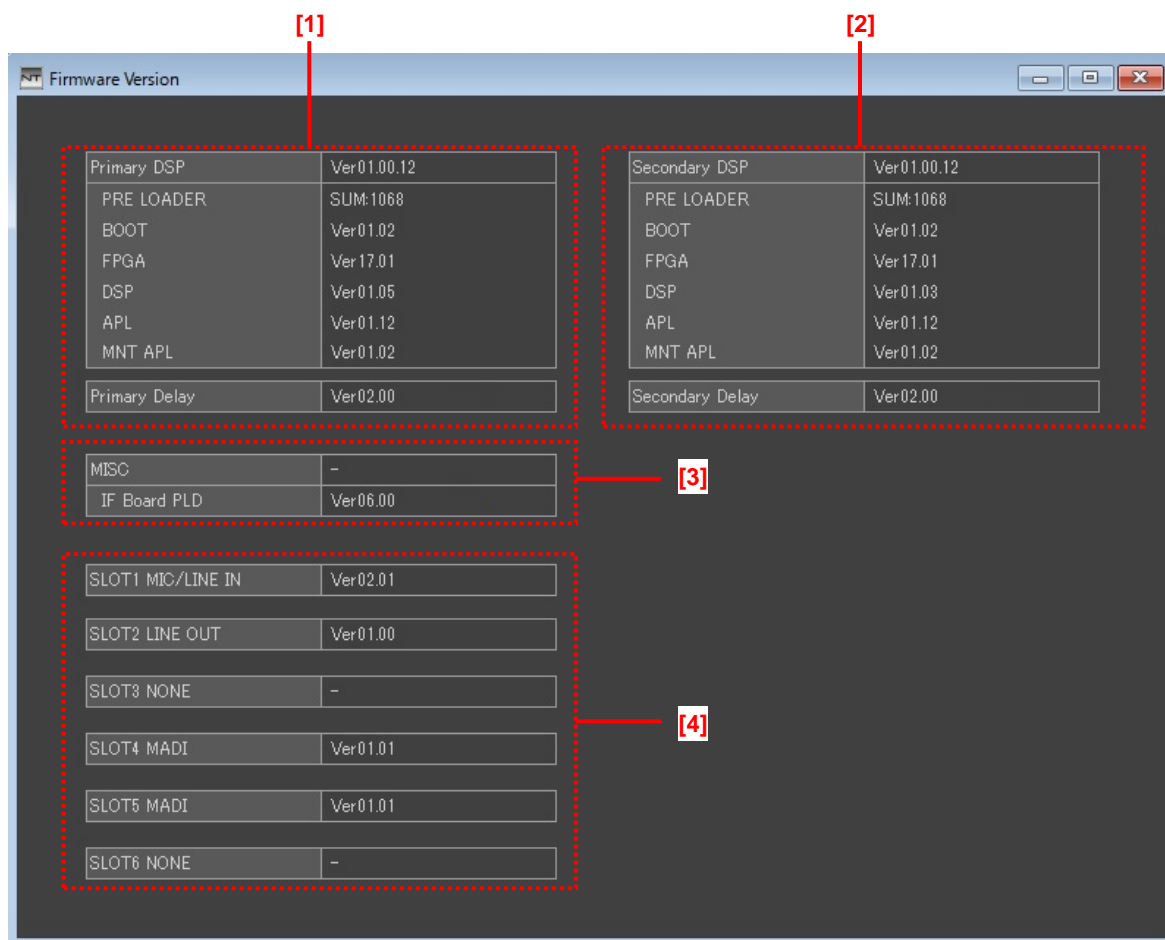 [1] [2]
NT Firmware Version
Primary DSP Ver01.00.12
PRE LOADER SUM:1068
BOOT Ver01.02
FPGA Ver17.01
DSP Ver01.05
APL Ver01.12
MNT APL Ver01.02
Primary Delay Ver02.00
Secondary DSP Ver01.00.12
PRE LOADER SUM:1068
BOOT Ver01.02
FPGA Ver17.01
DSP Ver01.03
APL Ver01.12
MNT APL Ver01.02
Secondary Delay Ver02.00
MISC -
IF Board PLD Ver06.00
[3]
SLOT1 MIC/LINE IN Ver02.01
SLOT2 LINE OUT Ver01.00
SLOT3 NONE -
[4]
SLOT4 MADI Ver01.01
SLOT5 MADI Ver01.01
SLOT6 NONE -